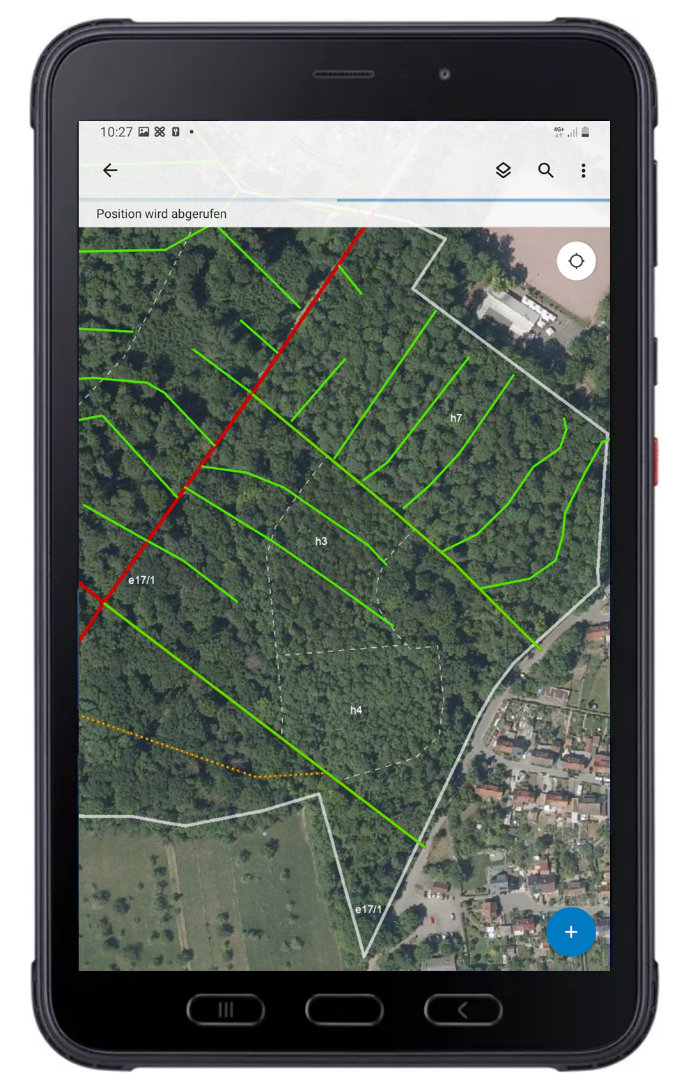 10:27
4G+
Position wird abgerufen
h7
h3
e17/1
h4
e17/1